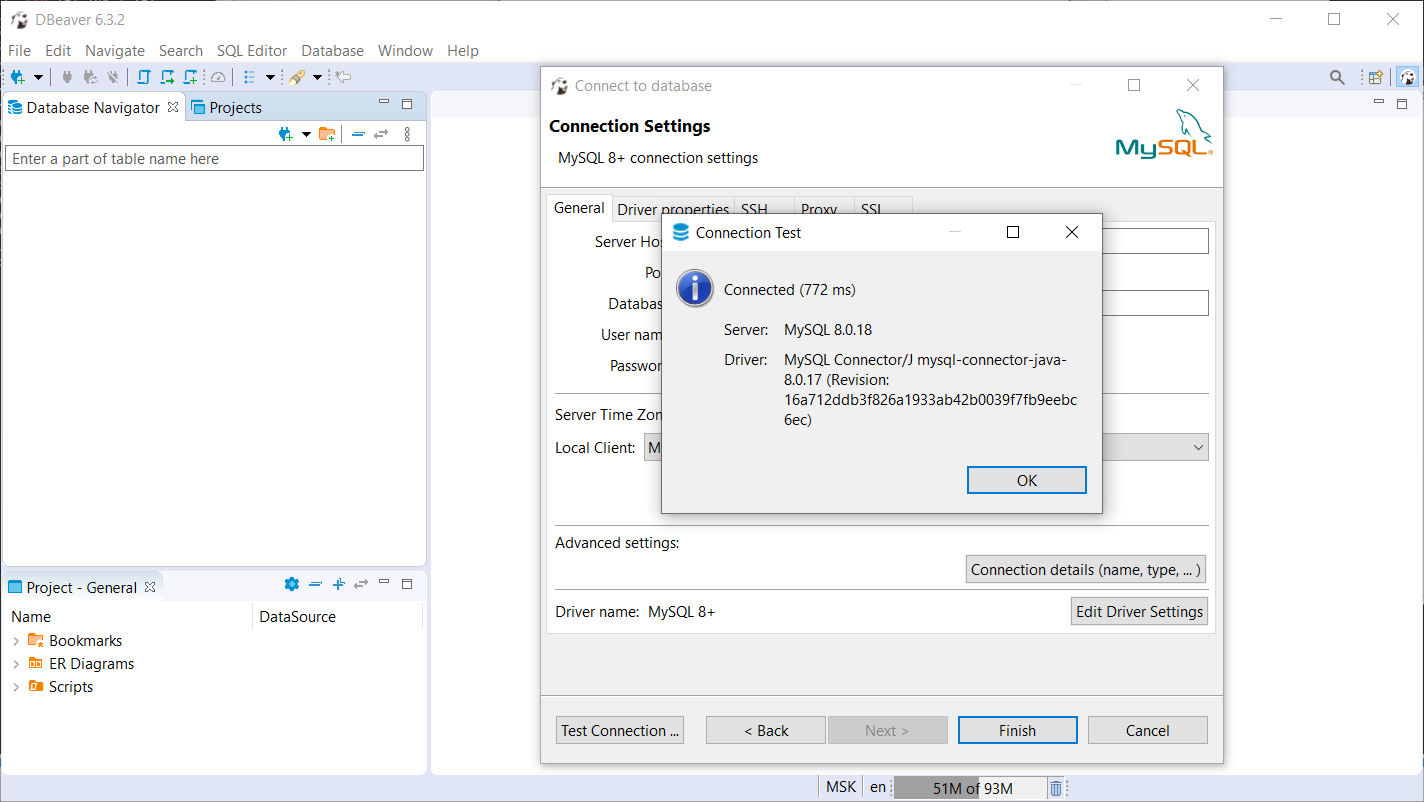 DBeaver 6.3.2
File Edit Navigate Search SQL Editor Database Window Help
Database Navigator
Projects
Enter a part of table name here
Project - General
Name DataSource
Bookmarks
ER Diagrams
Scripts
Connect to database
Connection Settings
MySQL 8+ connection settings
MySQL
General Driver properties SSH Proxy SSL
Server Hos
Po
Databas
User nam
Passwor
Server Time Zon
Local Client: M
Connection Test
Connected (772 ms)
Server: MySQL 8.0.18
Driver: MySQL Connector/J mysql-connector-java-
8.0.17 (Revision:
16a712ddb3f826a1933ab42b0039f7fb9eebc
6ec)
OK
Advanced settings:
Connection details (name, type, ... )
Driver name: MySQL 8+
Edit Driver Settings
Test Connection ... < Back Next > Finish Cancel
MSK en 51M of 93M